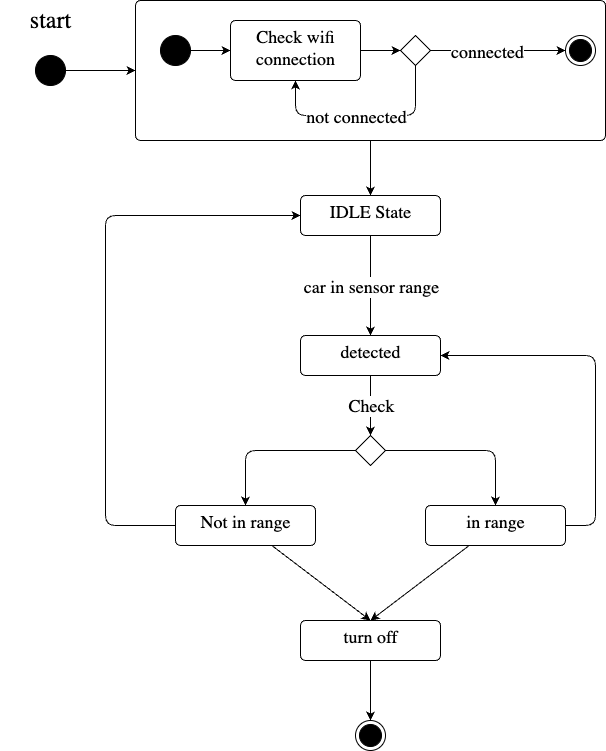 start
Check wifi
connection
connected
not connected
IDLE State
car in sensor range
detected
Check
Not in range
in range
turn off